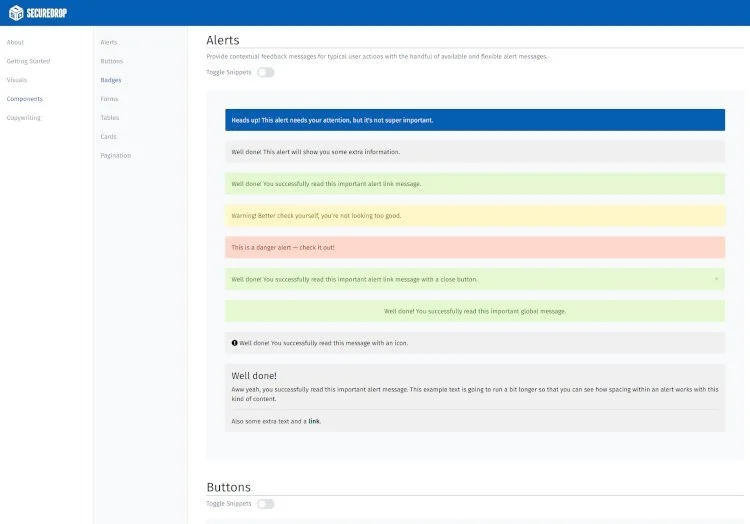 SECUREDROP
About
Getting Started
Visuals
Components
Copywriting
Alerts
Buttons
Badges
Forms
Tables
Cards
Pagination
Alerts
Provide contextual feedback messages for typical user actions with the handful of available and flexible alert messages.
Toggle Snippets
Heads up! This alert needs your attention, but it's not super important.
Well done! This alert will show you some extra information.
Well done! You successfully read this important alert link message.
Warning! Better check yourself, you're not looking too good.
This is a danger alert — check it out!
Well done! You successfully read this important alert link message with a close button.
×
Well done! You successfully read this important global message.
Well done! You successfully read this message with an icon.
Well done!
Aww yeah, you successfully read this important alert message. This example text is going to run a bit longer so that you can see how spacing within an alert works with this
kind of content.
Also some extra text and a link.
Buttons
Toggle Snippets